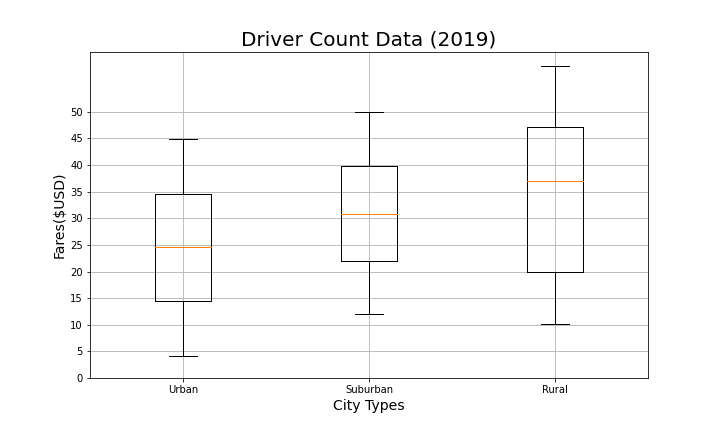 Driver Count Data (2019)
Fares($USD)
50
45
40
35
30
25
20
15
10
5
0
Urban
Suburban
Rural
City Types